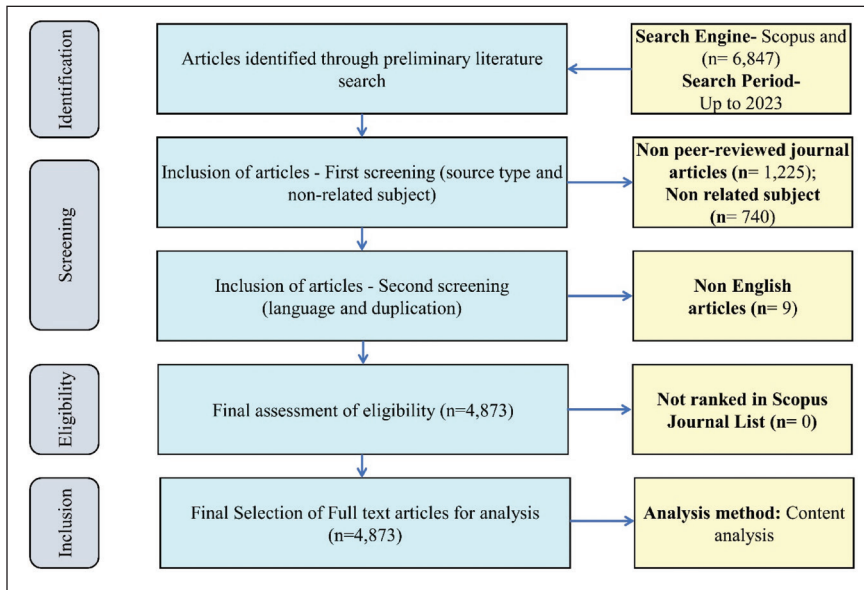 Identification
Articles identified through preliminary literature
search
Search Engine- Scopus and
(n= 6,847)
Search Period-
Up to 2023
Screening
Inclusion of articles - First screening (source type and
non-related subject)
Non peer-reviewed journal
articles (n= 1,225);
Non related subject
(n= 740)
Inclusion of articles - Second screening
(language and duplication)
Non English
articles (n= 9)
Eligibility
Final assessment of eligibility (n=4,873)
Not ranked in Scopus
Journal List (n= 0)
Inclusion
Final Selection of Full text articles for analysis
(n=4,873)
Analysis method: Content
analysis